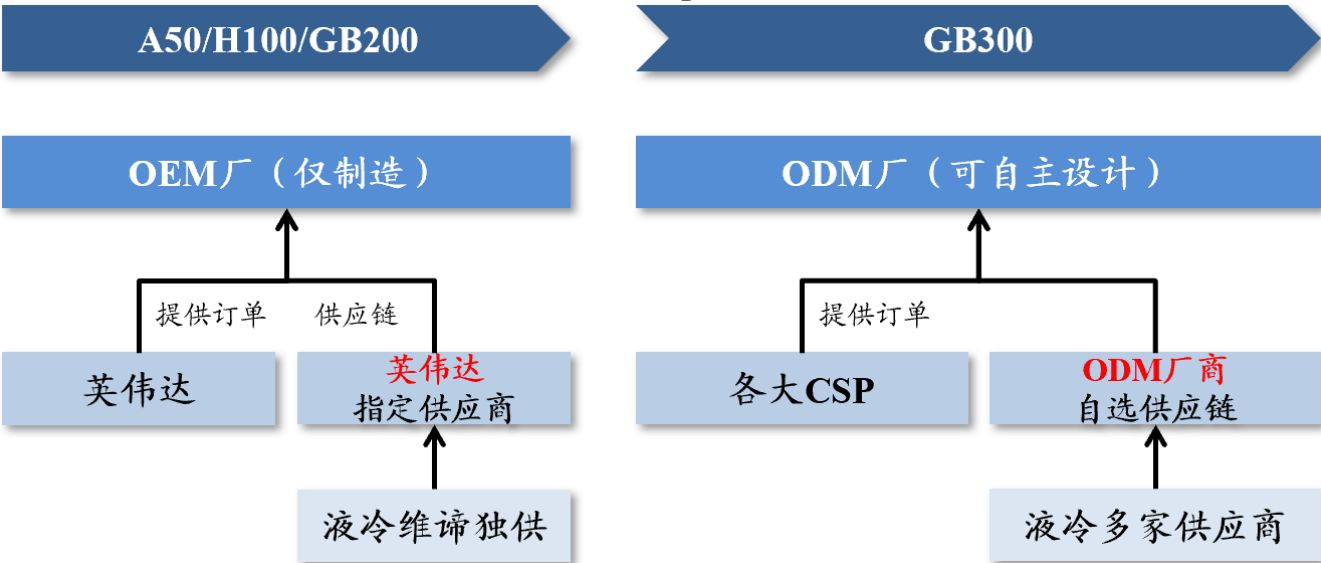 A50/H100/GB200
GB300
OEM厂（仅制造）
ODM厂（可自主设计）
提供订单
供应链
提供订单
英伟达
英伟达
指定供应商
各大CSP
ODM厂商
自选供应链
液冷维谛独供
液冷多家供应商